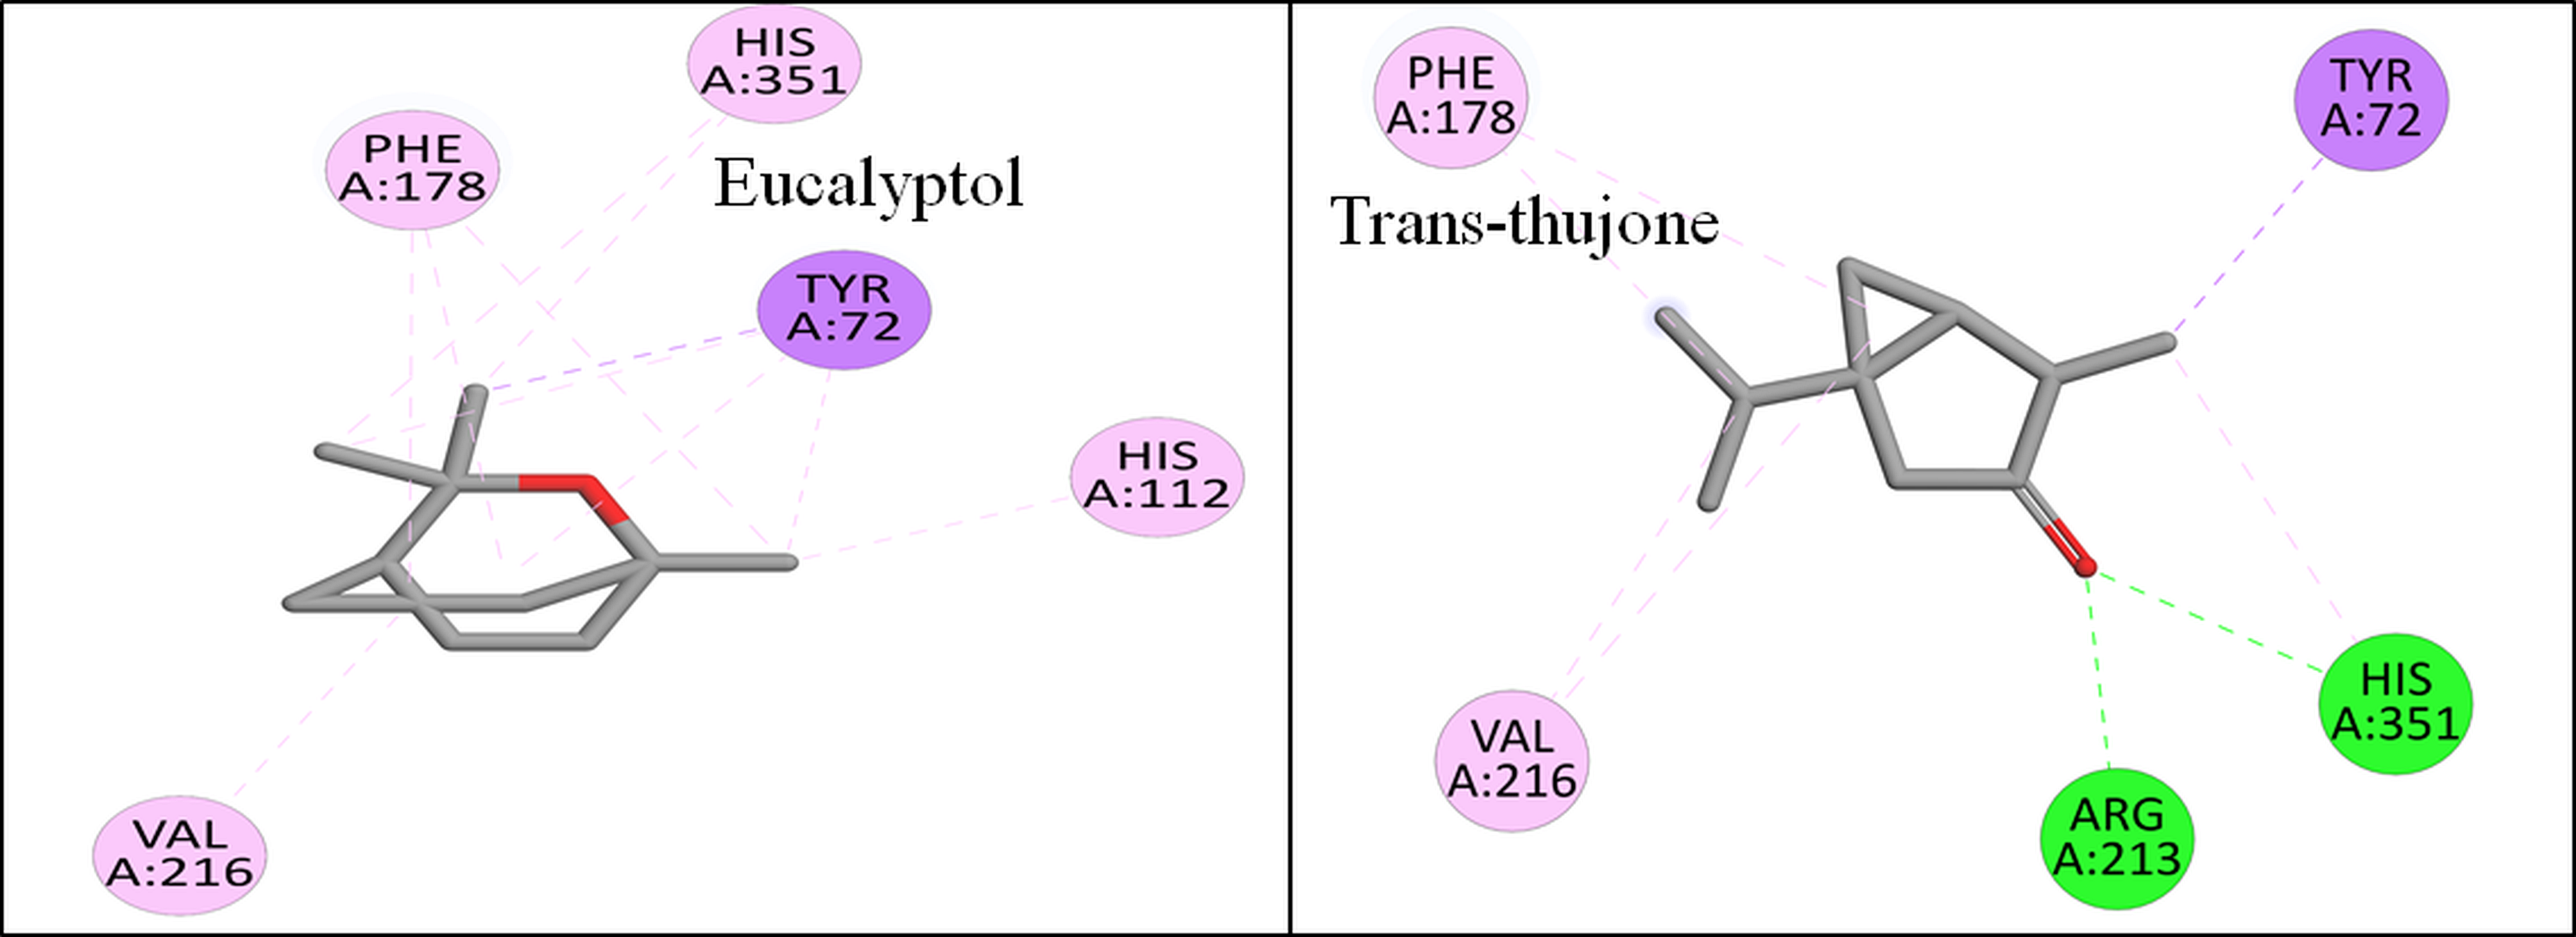 HIS
A:351
PHE
A:178
Eucalyptol
TYR
A:72
HIS
A:112
VAL
A:216
PHE
A:178
TYR
A:72
Trans-thujone
HIS
A:351
VAL
A:216
ARG
A:213